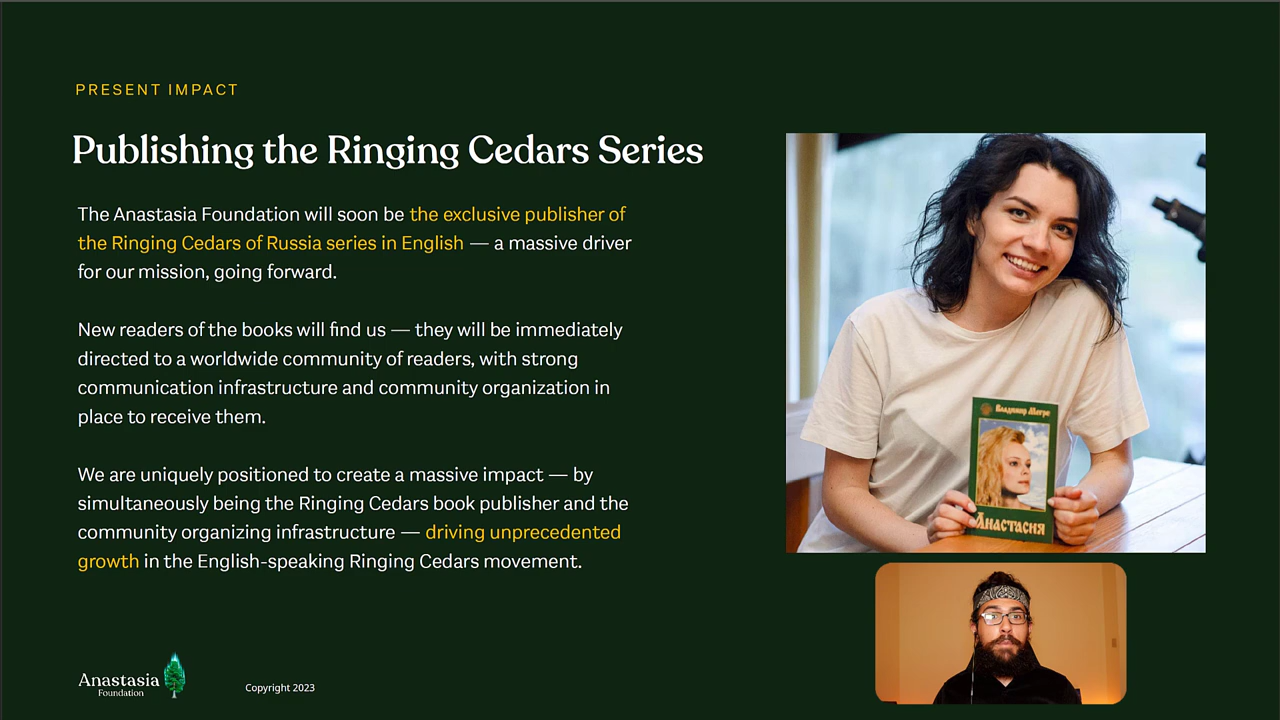 PRESENT IMPACT
Publishing the Ringing Cedars Series
The Anastasia Foundation will soon be the exclusive publisher of
the Ringing Cedars of Russia series in English — a massive driver
for our mission, going forward.
New readers of the books will find us — they will be immediately
directed to a worldwide community of readers, with strong
communication infrastructure and community organization in
place to receive them.
We are uniquely positioned to create a massive impact — by
simultaneously being the Ringing Cedars book publisher and the
community organizing infrastructure — driving unprecedented
growth in the English-speaking Ringing Cedars movement.
Владимир Мегре
Анастасия
Anastasia
Foundation
Copyright 2023